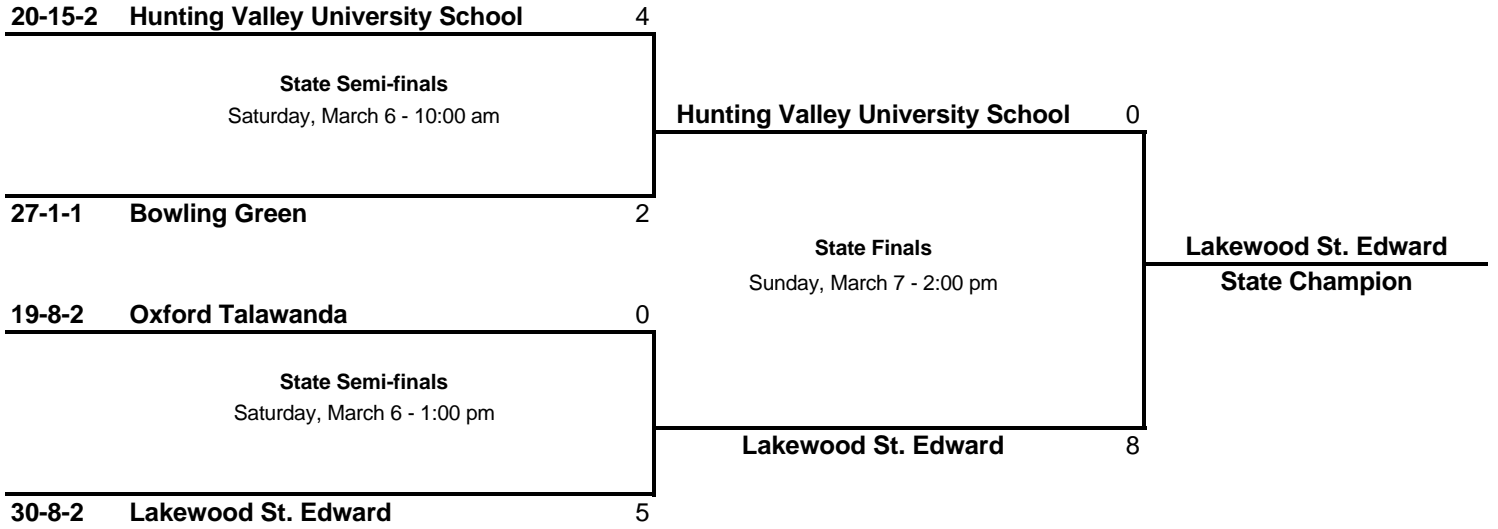 20-15-2 Hunting Valley University School 4
State Semi-finals
Saturday, March 6 - 10:00 am
Hunting Valley University School 0
27-1-1 Bowling Green 2
State Finals
Sunday, March 7 - 2:00 pm
Lakewood St. Edward
State Champion
19-8-2 Oxford Talawanda 0
State Semi-finals
Saturday, March 6 - 1:00 pm
Lakewood St. Edward 8
30-8-2 Lakewood St. Edward 5